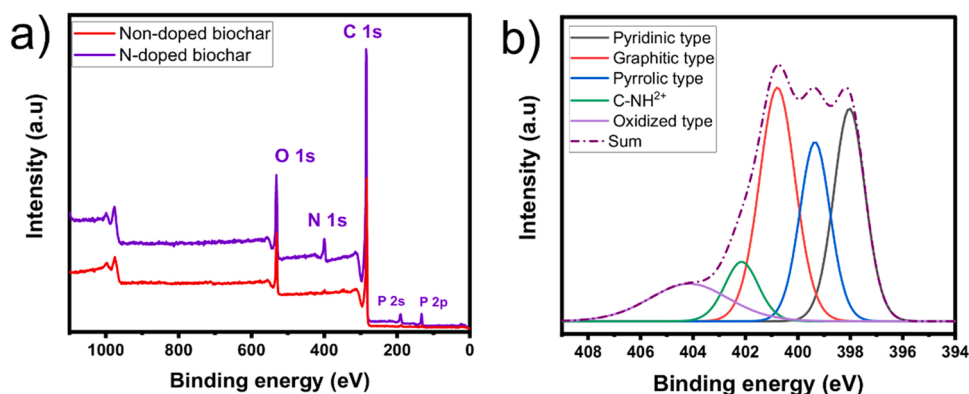 a)
Non-doped biochar
N-doped biochar
C 1s
O 1s
N 1s
P 2s
P 2p
Intensity (a.u)
1000
800
600
400
200
0
Binding energy (eV)
b)
Pyridinic type
Graphitic type
Pyrrolic type
C-NH²⁺
Oxidized type
Sum
Intensity (a.u)
408
406
404
402
400
398
396
394
Binding energy (eV)